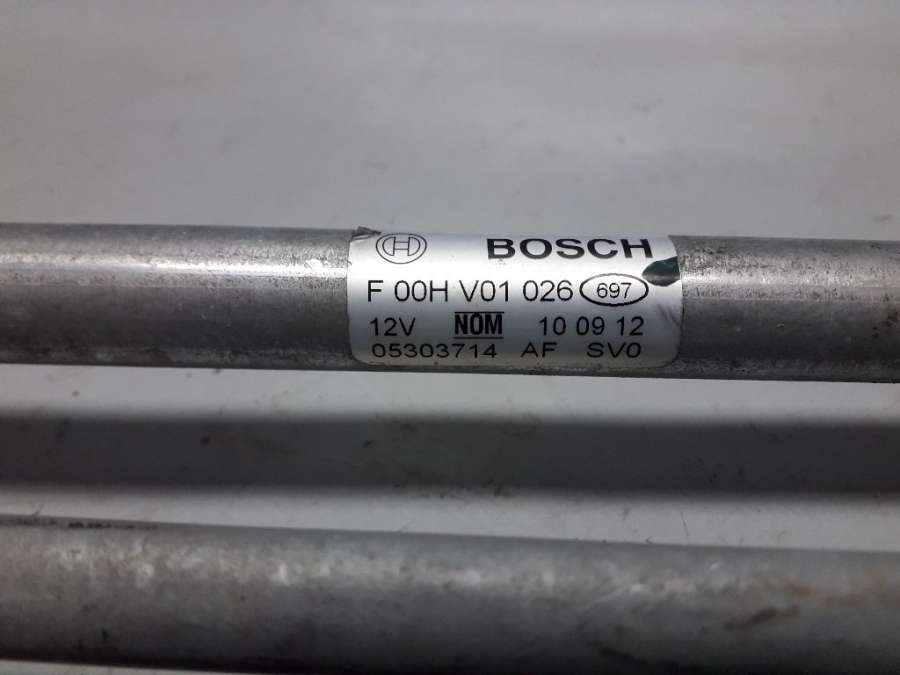 BOSCH
F 00H V01 026 697
12V NOM 10 09 12
05303714 AF SV0